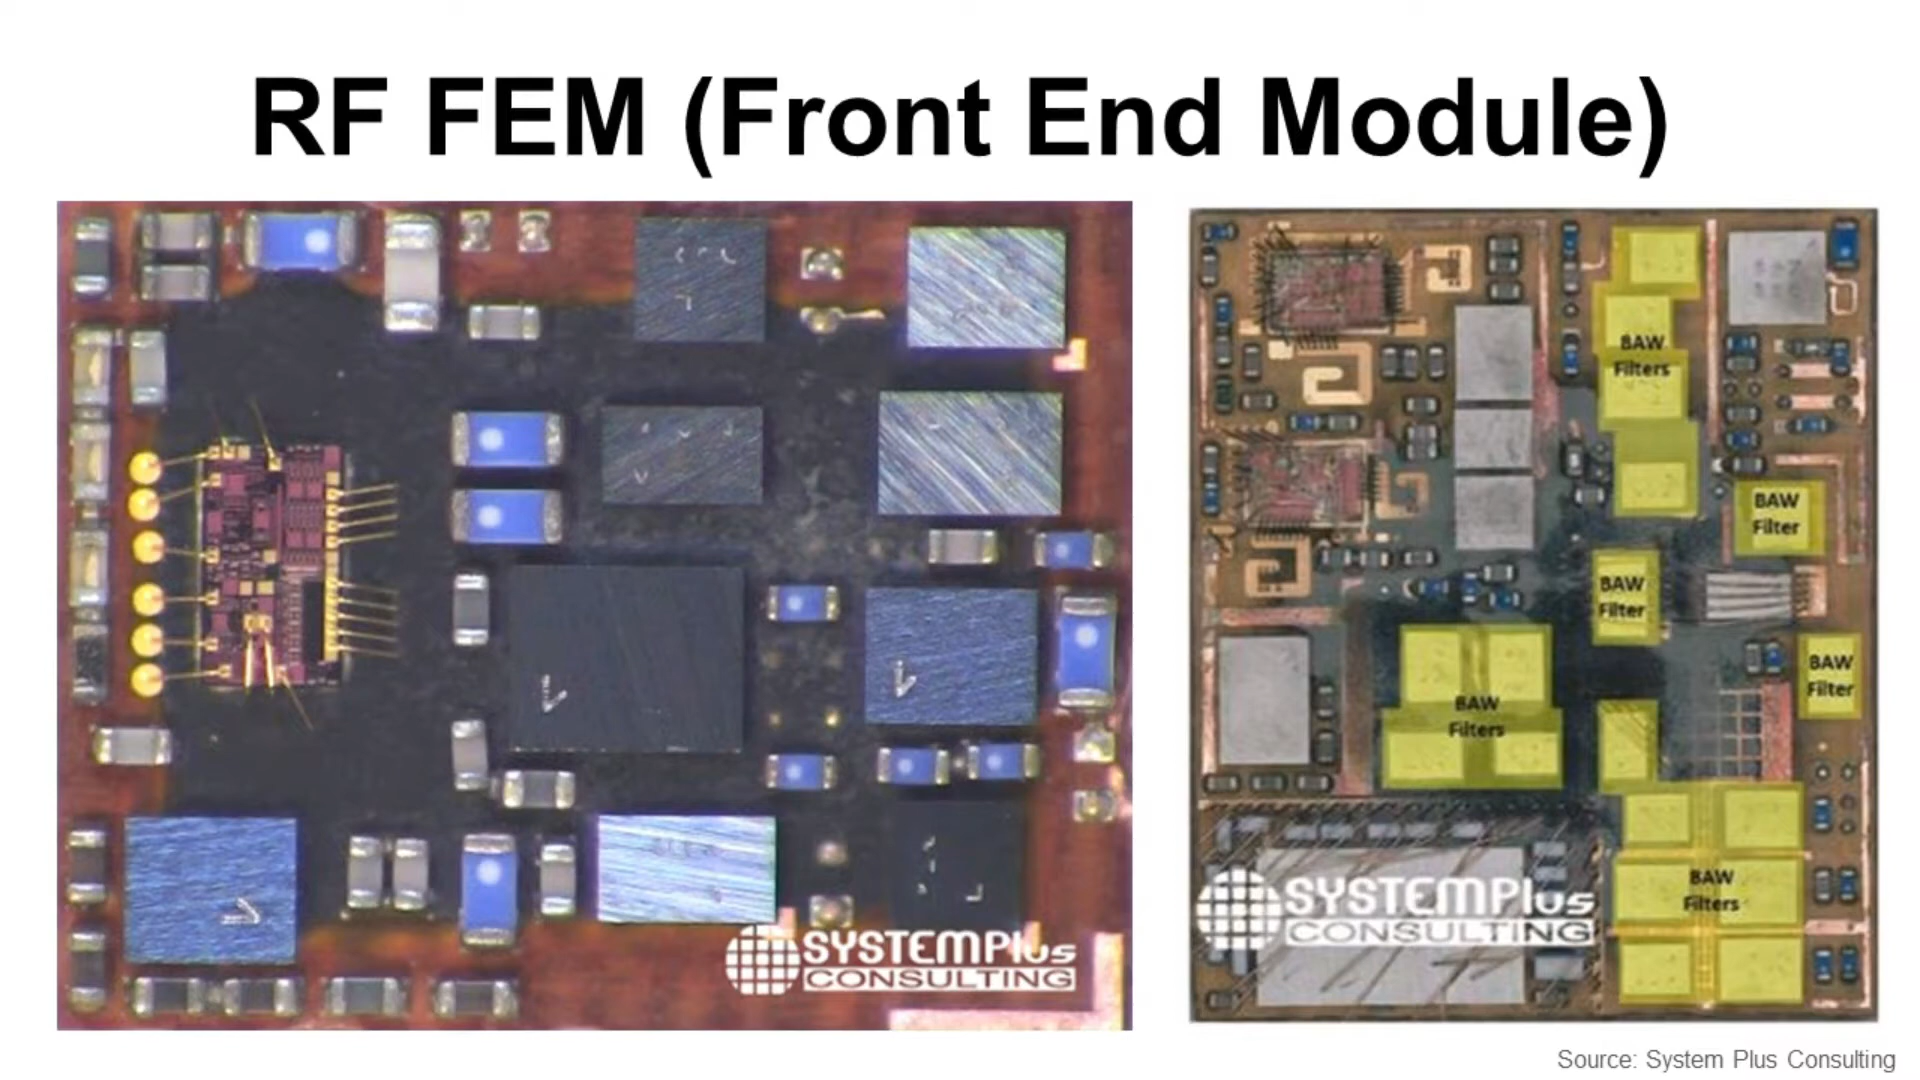 RF FEM (Front End Module)
SYSTEMPlus
CONSULTING
BAW
Filters
BAW
Filter
BAW
Filter
BAW
Filter
BAW
Filters
BAW
Filters
SYSTEMPlus
CONSULTING
Source: System Plus Consulting